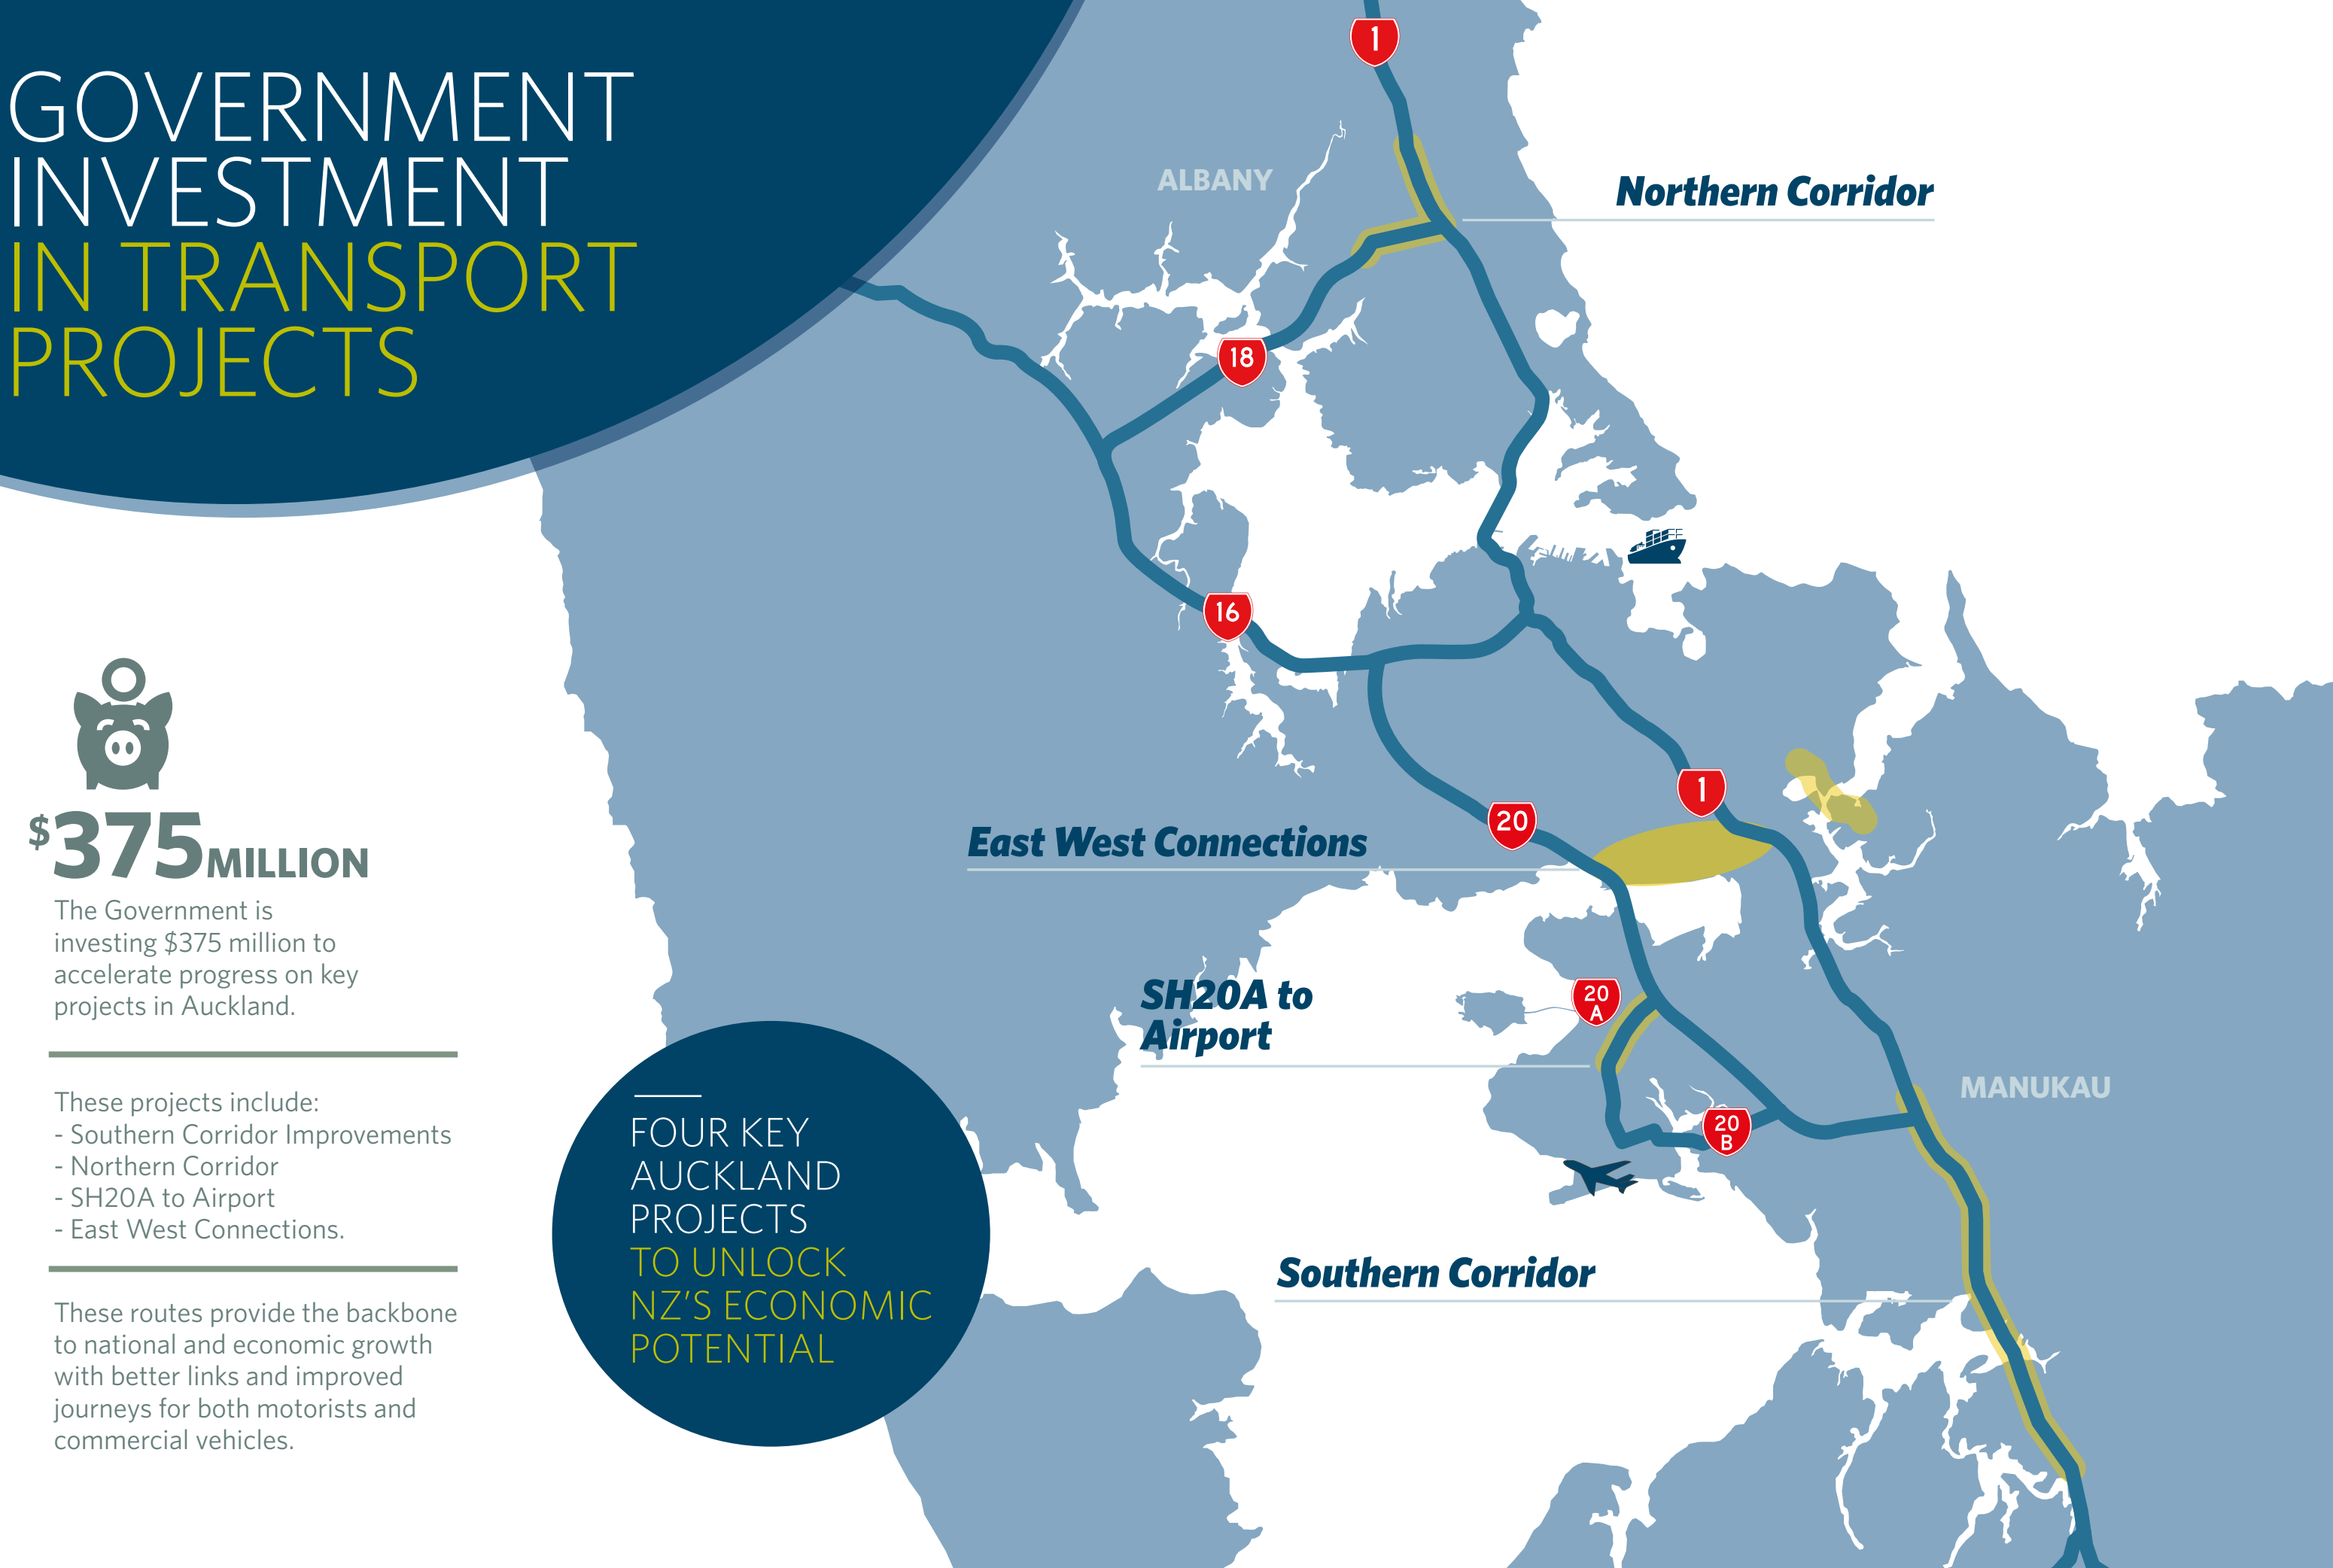 GOVERNMENT
INVESTMENT
IN TRANSPORT
PROJECTS
$375 MILLION
The Government is
investing $375 million to
accelerate progress on key
projects in Auckland.
These projects include:
- Southern Corridor Improvements
- Northern Corridor
- SH20A to Airport
- East West Connections.
These routes provide the backbone
to national and economic growth
with better links and improved
journeys for both motorists and
commercial vehicles.
FOUR KEY
AUCKLAND
PROJECTS
TO UNLOCK
NZ'S ECONOMIC
POTENTIAL
1
ALBANY
Northern Corridor
18
16
1
20
East West Connections
SH20A to
Airport
20
A
MANUKAU
20
B
Southern Corridor